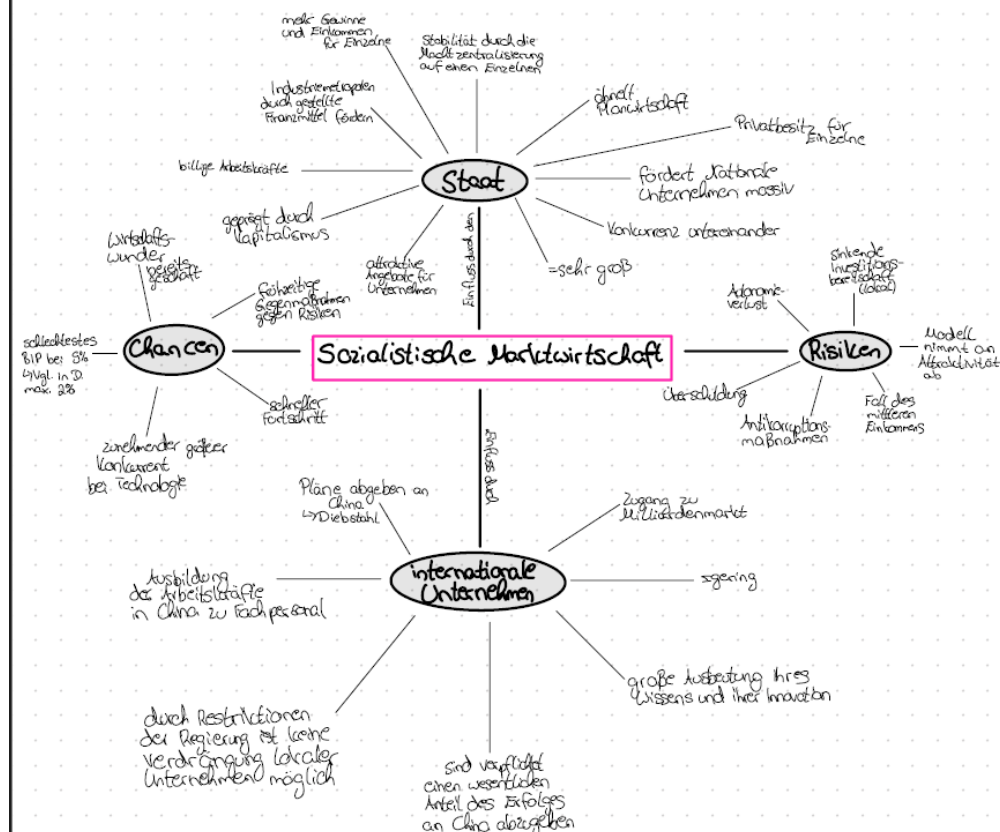 mehr Gewinne
und Einkommen
für Einzelne
Stabilität durch die
Machtzentralisierung
auf einen Einzelnen
Industriemetropolen
durch gestellte
Finanzmittel fördern
ähnelt
Planwirtschaft
Privatbesitz für
Einzelne
billige Arbeitskräfte
Staat
fördert Nationale
Unternehmen massiv
geprägt durch
Kapitalismus
attraktive
Angebote für
Unternehmen
Einfluss durch den
=sehr groß
Konkurrenz untereinander
Wirtschafts-
wunder
bereits
geschafft
frühzeitige
Gegenmaßnahmen
gegen Risiken
schlechtestes
BIP bei 5%
↳Vgl. in D.
max. 2%
Chancen
schneller
Fortschritt
zunehmender größer
Konkurrent
bei Technologie
Sozialistische Marktwirtschaft
Autonomie-
verlust
sinkende
Investitions-
bereitschaft
(lokal)
Risiken
Modell
nimmt an
Attraktivität
ab
Überschuldung
Antikorruptions-
maßnahmen
Fall des
mittleren
Einkommens
Einfluss durch
Pläne abgeben an
China
↳Diebstahl
Zugang zu
Milliardenmarkt
internationale
Unternehmen
=gering
Ausbildung
der Arbeitskräfte
in China zu Fachpersonal
große Ausbeutung ihres
Wissens und ihrer Innovation
durch Restriktionen
der Regierung ist keine
verdrängung lokaler
Unternehmen möglich
sind verpflichtet
einen wesentlichen
Anteil des Erfolges
an China abzugeben